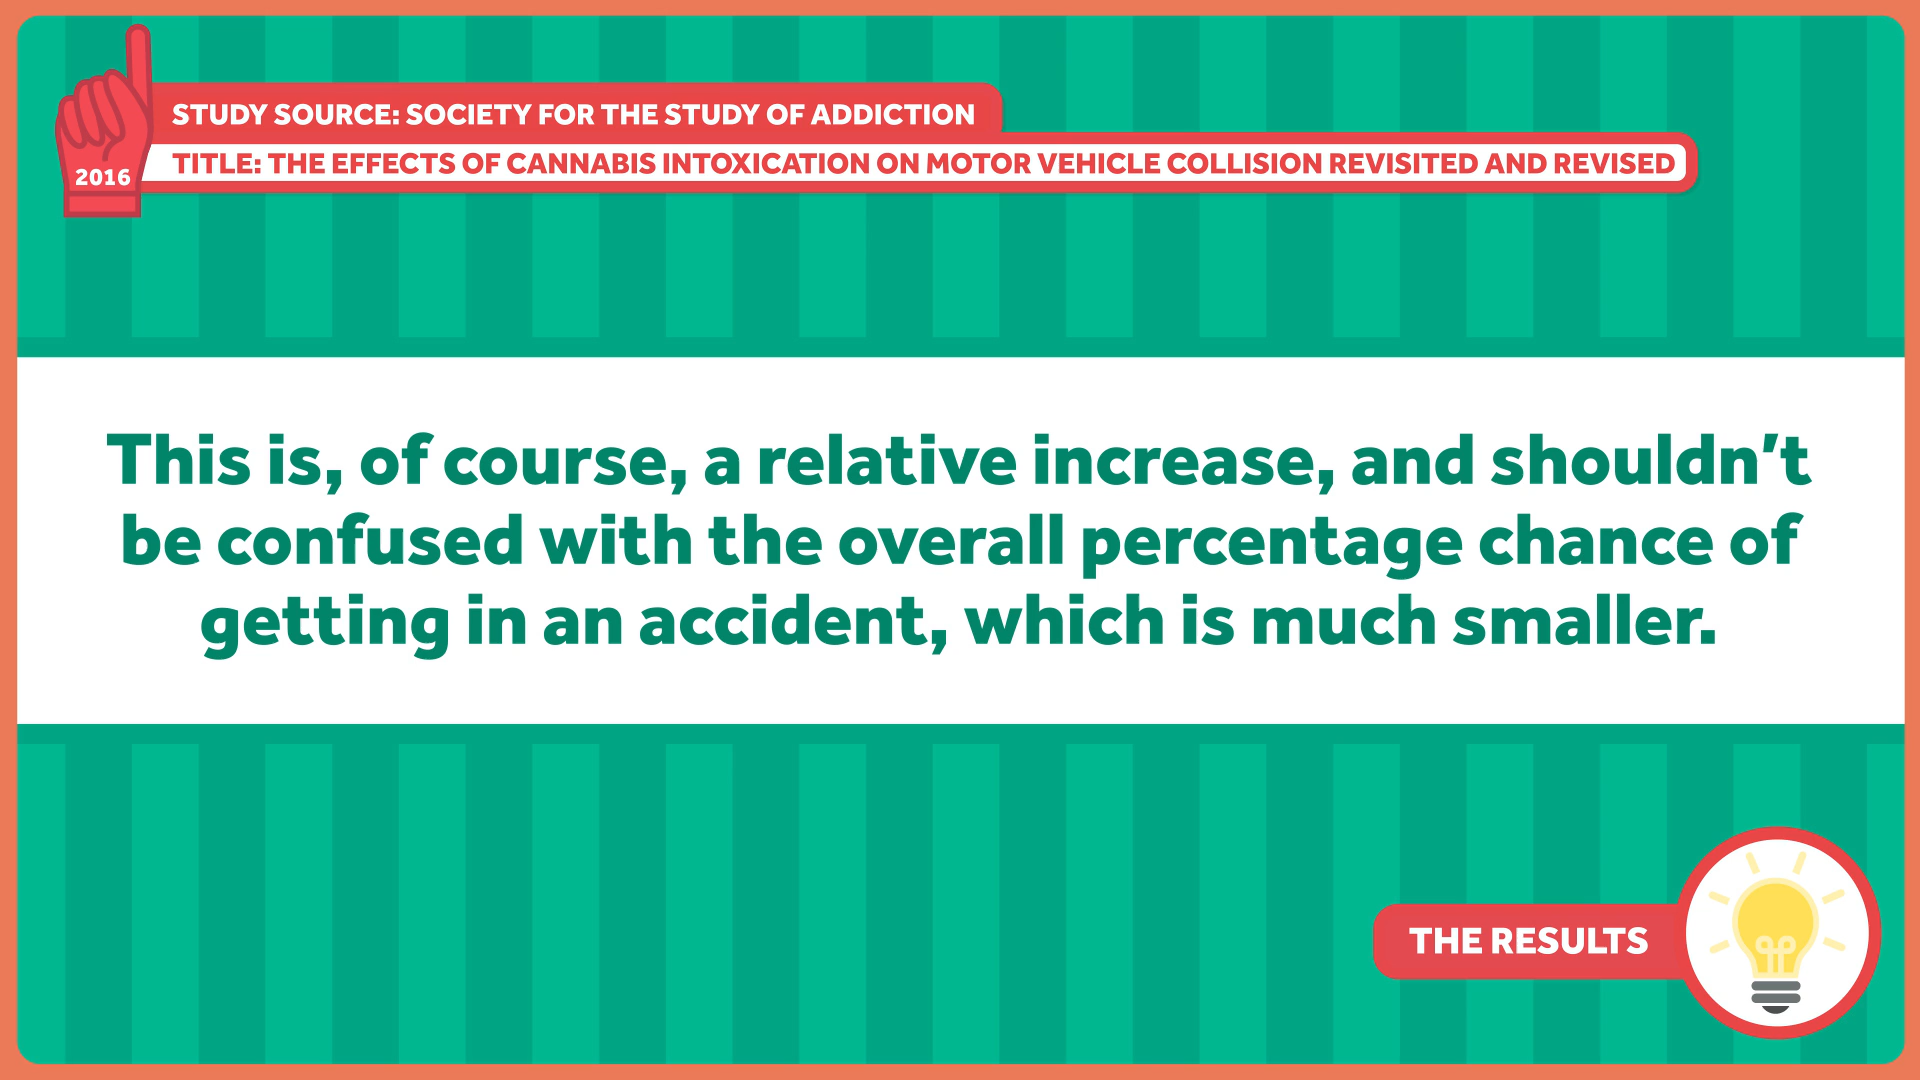 STUDY SOURCE: SOCIETY FOR THE STUDY OF ADDICTION
TITLE: THE EFFECTS OF CANNABIS INTOXICATION ON MOTOR VEHICLE COLLISION REVISITED AND REVISED
2016
This is, of course, a relative increase, and shouldn’t
be confused with the overall percentage chance of
getting in an accident, which is much smaller.
THE RESULTS